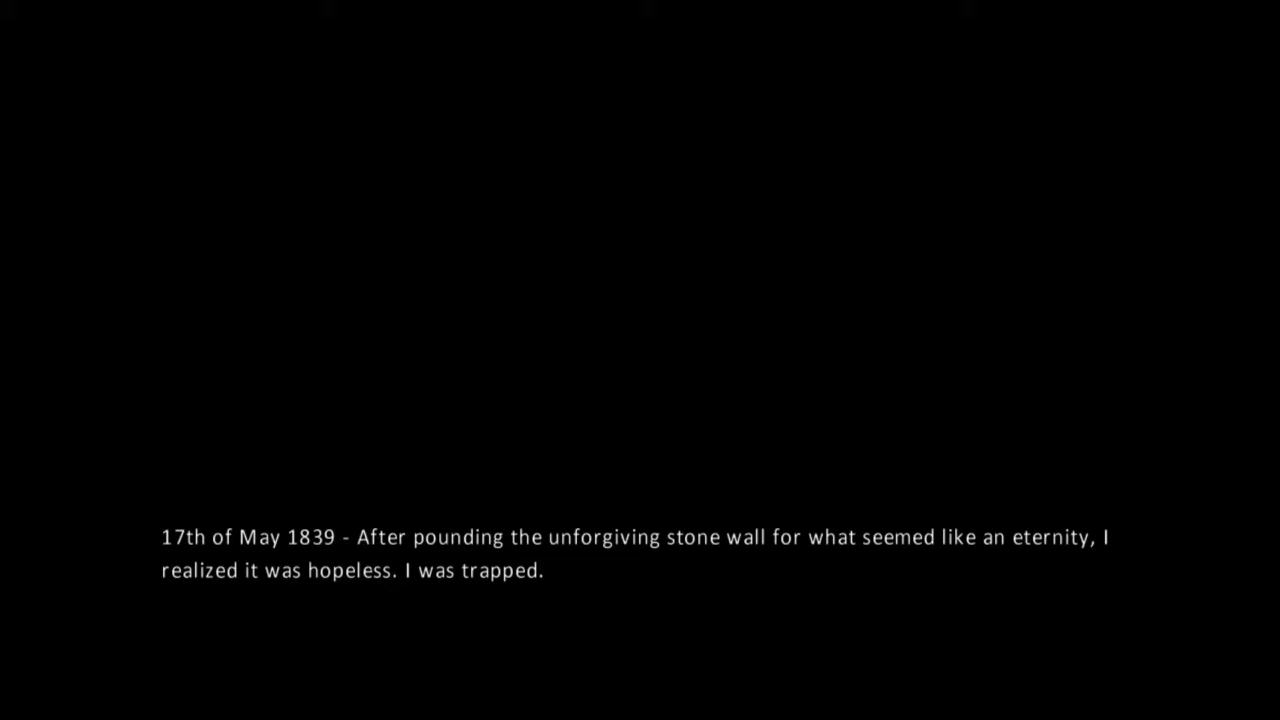 17th of May 1839 - After pounding the unforgiving stone wall for what seemed like an eternity, I
realized it was hopeless. I was trapped.